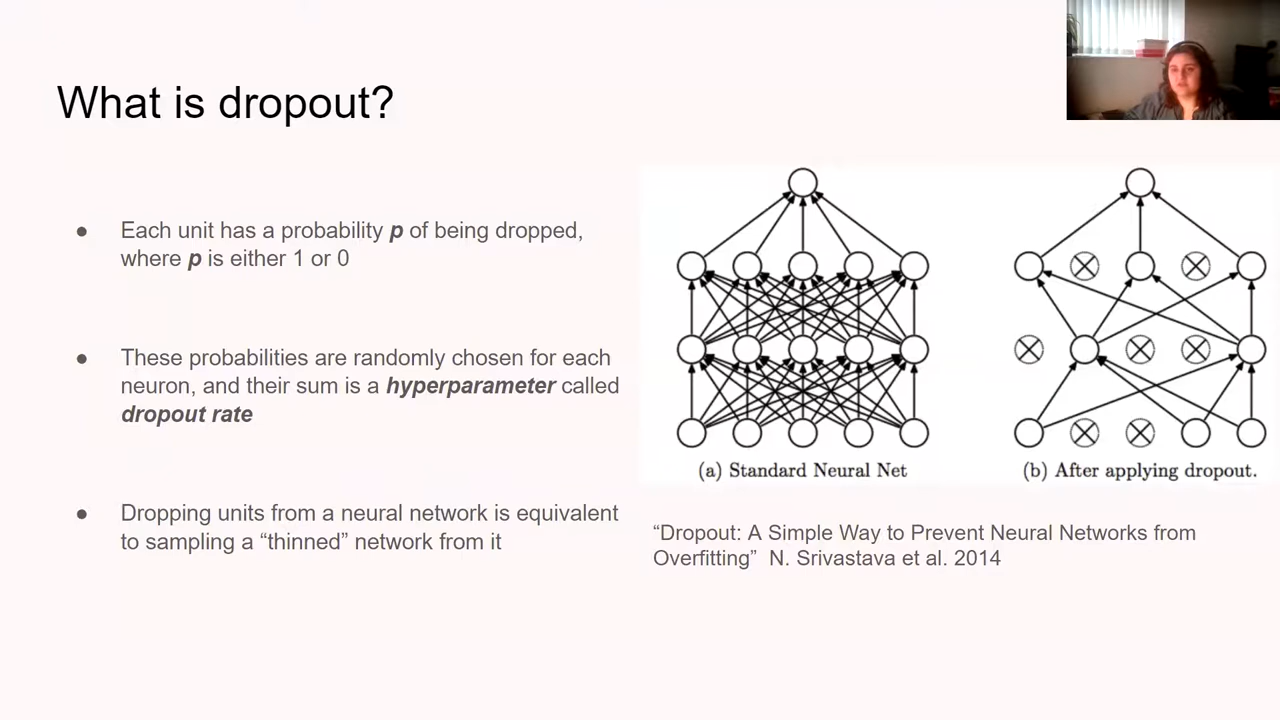 What is dropout?
● Each unit has a probability p of being dropped,
where p is either 1 or 0
● These probabilities are randomly chosen for each
neuron, and their sum is a hyperparameter called
dropout rate
● Dropping units from a neural network is equivalent
to sampling a “thinned” network from it
(a) Standard Neural Net
(b) After applying dropout.
“Dropout: A Simple Way to Prevent Neural Networks from
Overfitting”  N. Srivastava et al. 2014